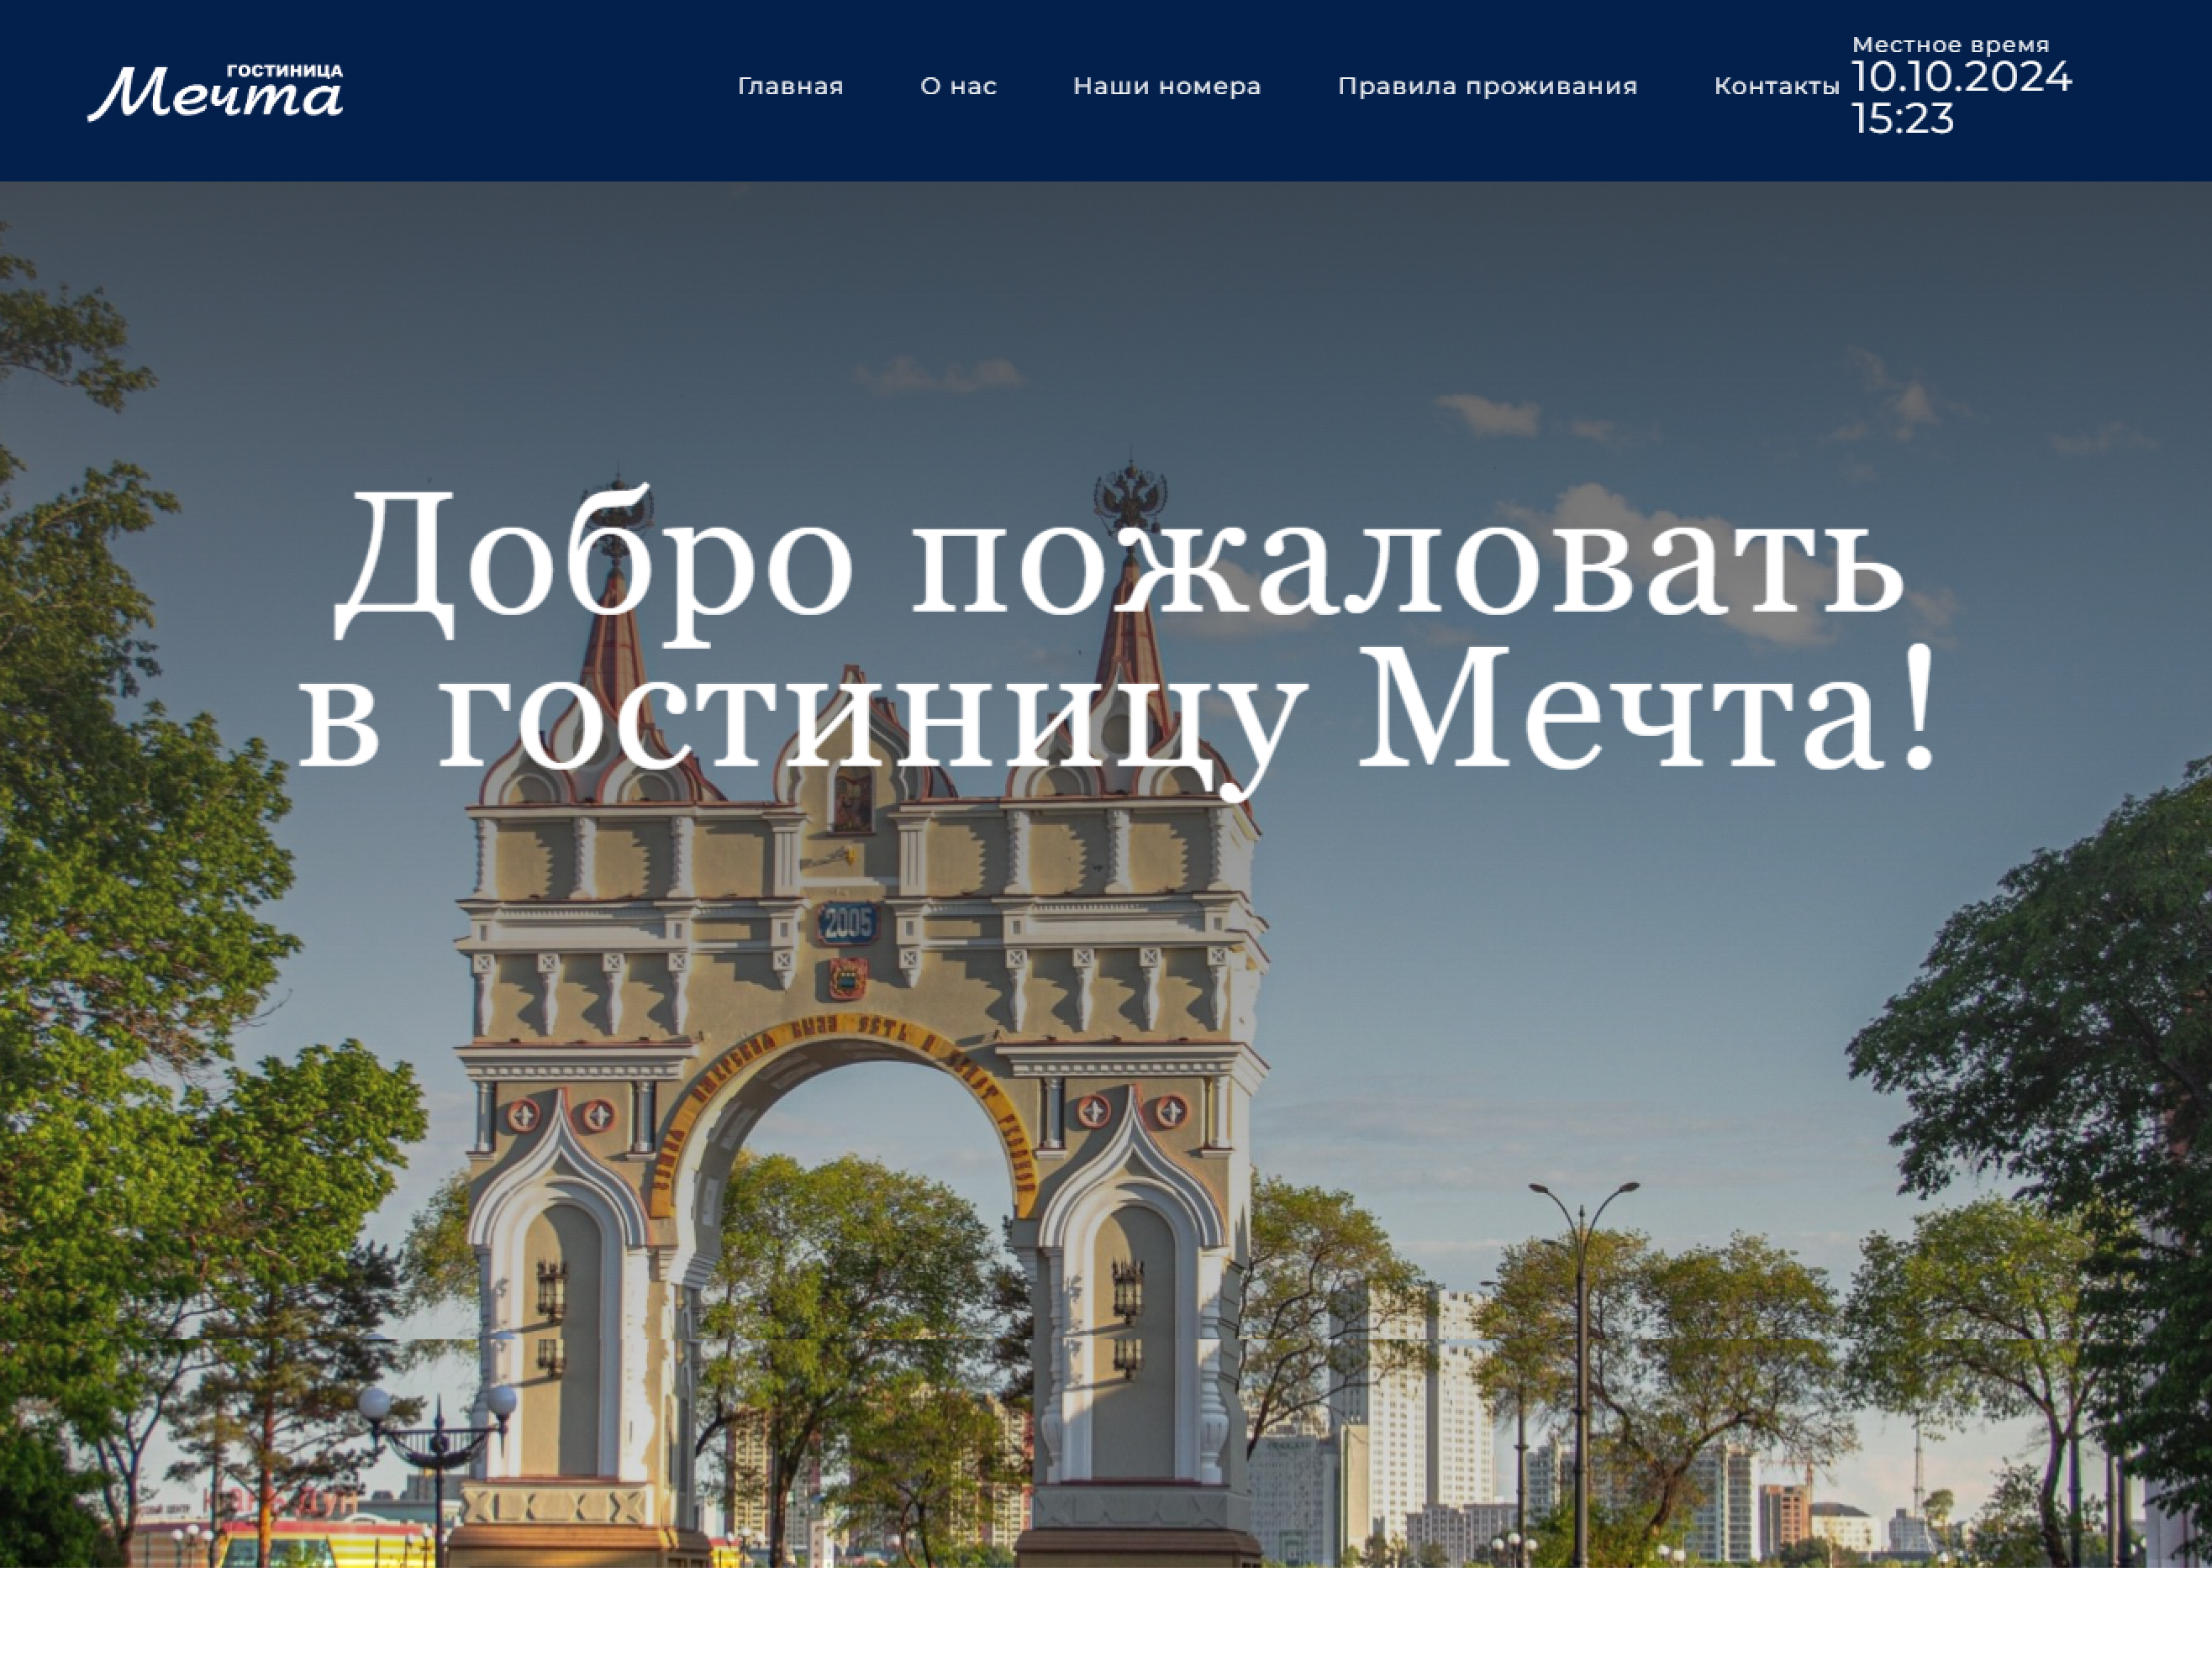 ГОСТИНИЦА
Мечта
Главная
О нас
Наши номера
Правила проживания
Контакты
Местное время
10.10.2024
15:23
Добро пожаловать
в гостиницу Мечта!
2005